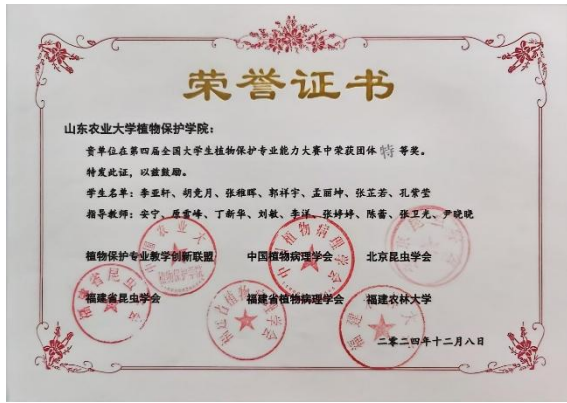 荣誉证书
山东农业大学植物保护学院：
贵单位在第四届全国大学生植物保护专业能力大赛中荣获团体 特 等奖。
特发此证，以兹鼓励。
学生名单：李亚轩、胡竞月、张雅晖、郭祥宇、孟丽坤、张芷若、孔紫莹
指导教师：安宁、原雪峰、丁新华、刘敏、李洋、张婷婷、陈蕾、张卫光、尹晓晓
植物保护专业教学创新联盟 中国植物病理学会 北京昆虫学会
福建省昆虫学会 福建省植物病理学会 福建农林大学
二零二四年十二月八日